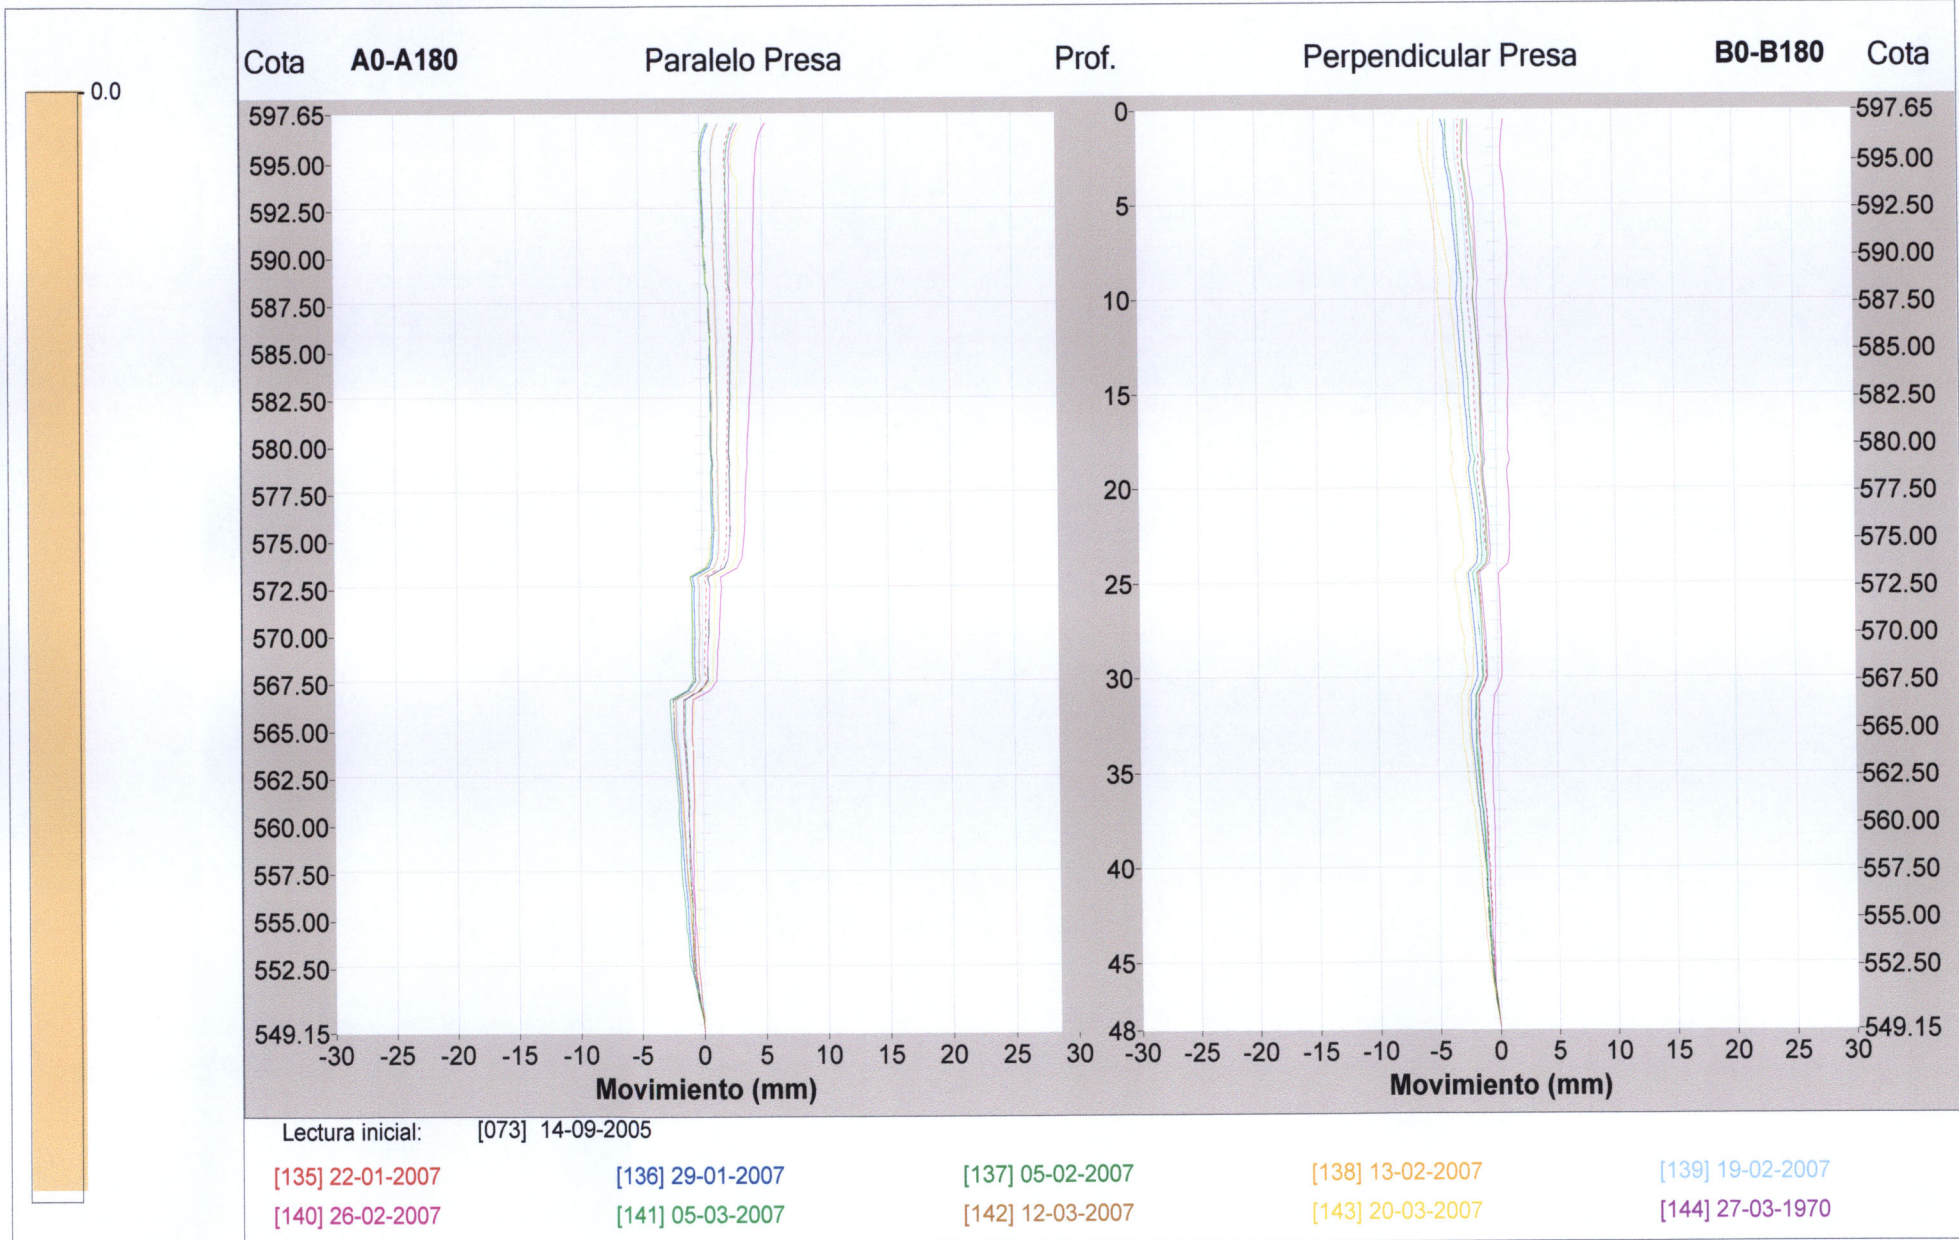 Cota A0-A180 Paralelo Presa Prof. Perpendicular Presa B0-B180 Cota
0.0
597.65 0 597.65
595.00 595.00
592.50 5 592.50
590.00 590.00
587.50 10 587.50
585.00 585.00
582.50 15 582.50
580.00 580.00
577.50 20 577.50
575.00 575.00
572.50 25 572.50
570.00 570.00
567.50 30 567.50
565.00 565.00
562.50 35 562.50
560.00 560.00
557.50 40 557.50
555.00 555.00
552.50 45 552.50
549.15 48 549.15
-30 -25 -20 -15 -10 -5 0 5 10 15 20 25 30 -30 -25 -20 -15 -10 -5 0 5 10 15 20 25 30
Movimiento (mm) Movimiento (mm)
Lectura inicial: [073] 14-09-2005
[135] 22-01-2007 [136] 29-01-2007 [137] 05-02-2007 [138] 13-02-2007 [139] 19-02-2007
[140] 26-02-2007 [141] 05-03-2007 [142] 12-03-2007 [143] 20-03-2007 [144] 27-03-1970